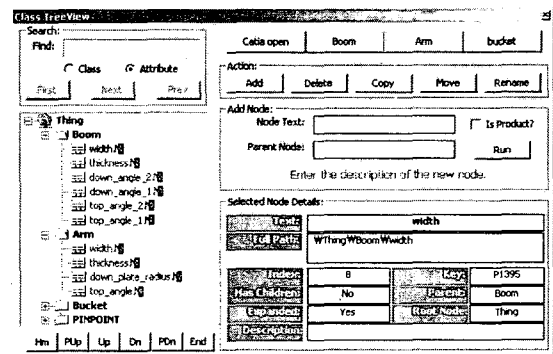 Class TreeView
Search:
Find:
Class Attribute
First Next Prev
Thing
Boom
width
thickness
down_angle_2
down_angle_1
top_angle_2
top_angle_1
Arm
width
thickness
down_plate_radius
top_angle
Bucket
PINPOINT
Hm PUp Up Dn PDn End
Catia open Boom Arm bucket
Action:
Add Delete Copy Move Rename
Add Node:
Node Text: Is Product?
Parent Node: Run
Enter the description of the new node.
Selected Node Details:
Text: width
Full Path: ₩Thing₩Boom₩width
Index: 8 Key: P1395
Has Children: No Parent: Boom
Expanded: Yes Root Node: Thing
Description: